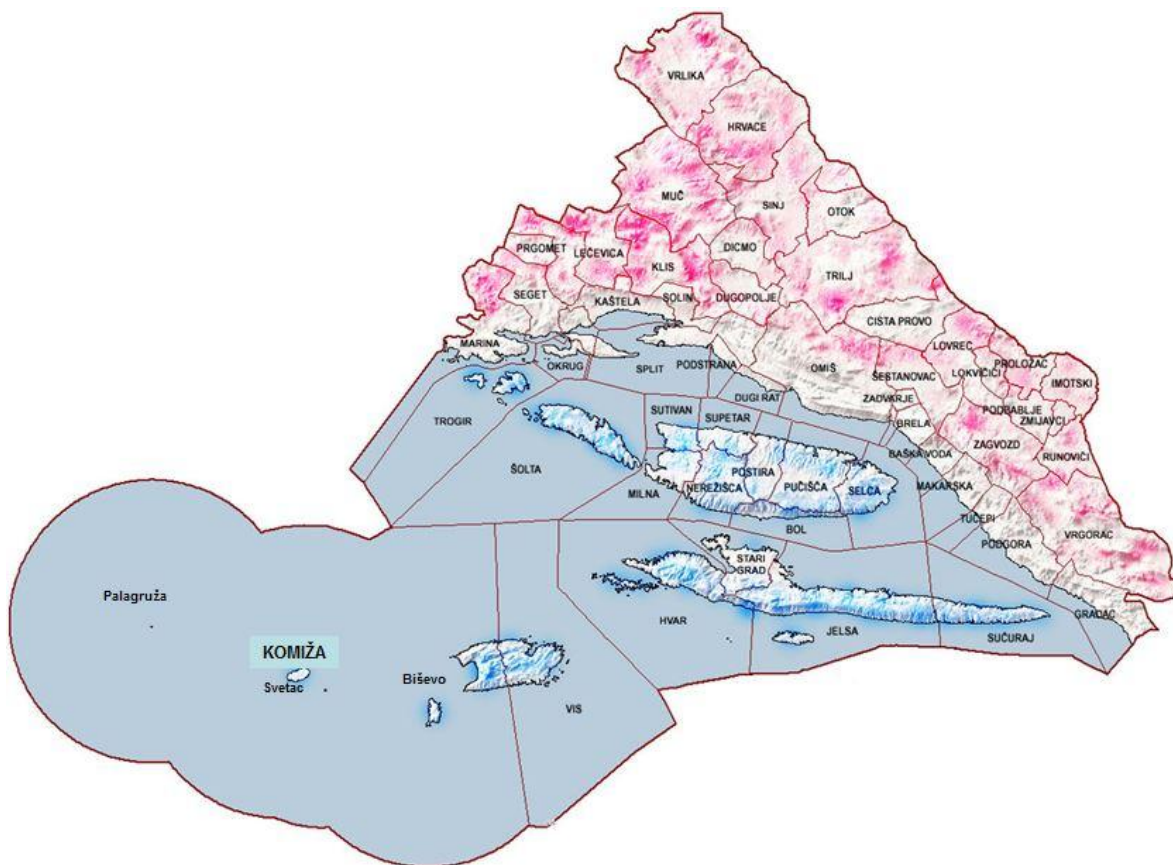 VRLIKA
HRVACE
MUČ
SINJ
OTOK
PRGOMET
LEČEVICA
DICMO
KLIS
TRILJ
SEGET
KAŠTELA
SOLIN
DUGOPOLJE
CISTA PROVO
MARINA
OKRUG
SPLIT
PODSTRANA
OMIŠ
ŠESTANOVAC
LOVREĆ
LOKVIČIĆI
PROLOŽAC
IMOTSKI
TROGIR
DUGI RAT
ZADVARJE
SUTIVAN
SUPETAR
BRELA
PODBABLJE
ZMIJAVCI
ZAGVOZD
RUNOVIĆI
BAŠKA VODA
ŠOLTA
MILNA
NEREŽIŠĆA
POSTIRA
PUČIŠĆA
SELCA
MAKARSKA
BOL
TUČEPI
PODGORA
VRGORAC
STARI
GRAD
Palagruža
HVAR
JELSA
SUĆURAJ
GRADAC
KOMIŽA
Svetac
Biševo
VIS